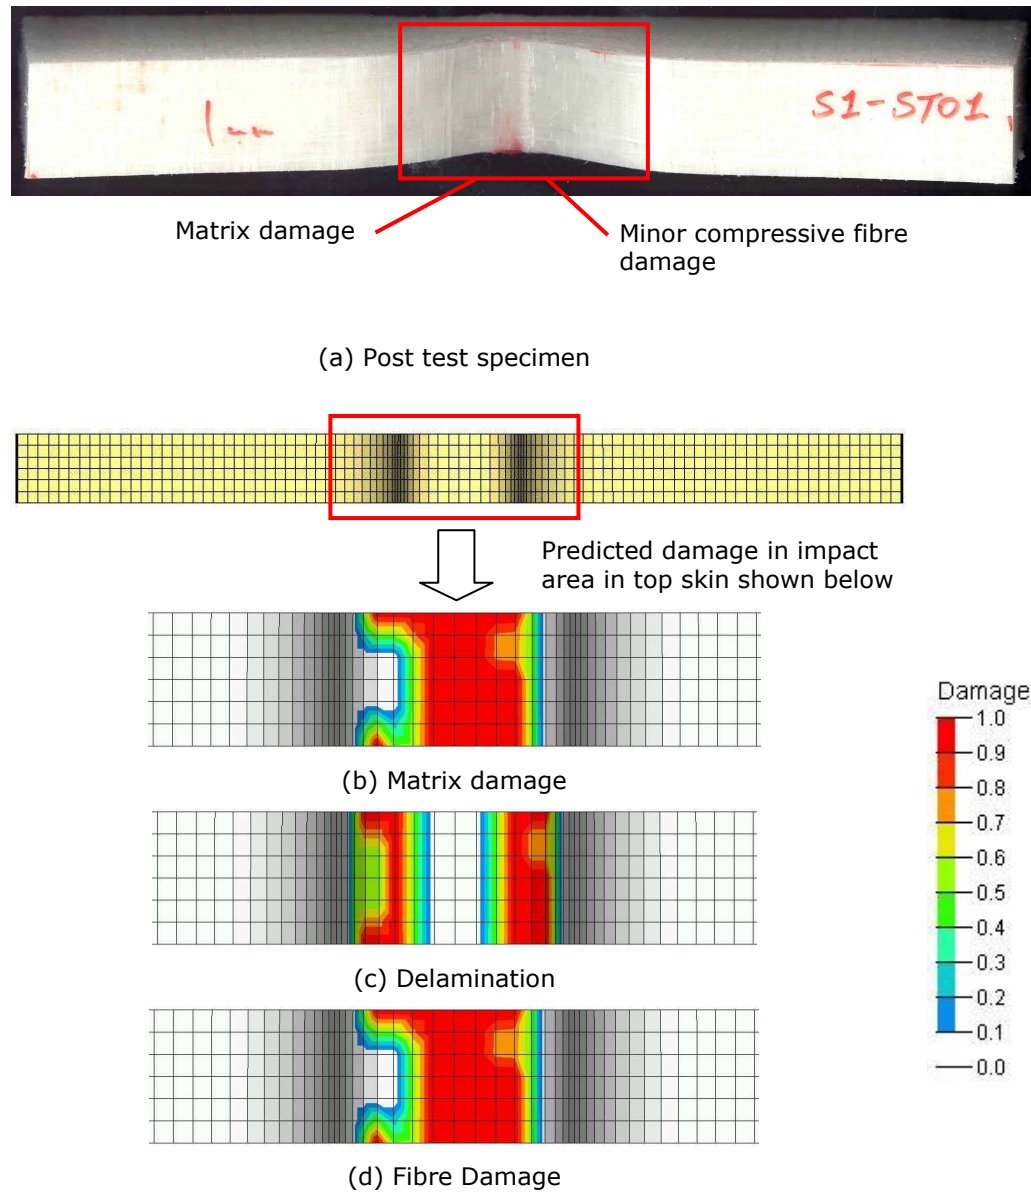 1mm
S1-ST01
Matrix damage
Minor compressive fibre
damage
(a) Post test specimen
Predicted damage in impact
area in top skin shown below
(b) Matrix damage
(c) Delamination
(d) Fibre Damage
Damage
1.0
0.9
0.8
0.7
0.6
0.5
0.4
0.3
0.2
0.1
0.0